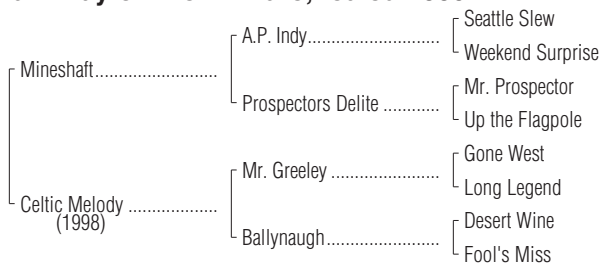 Seattle Slew
A.P. Indy
Weekend Surprise
Mineshaft
Mr. Prospector
Prospectors Delite
Up the Flagpole
Gone West
Mr. Greeley
Long Legend
Celtic Melody
(1998)
Desert Wine
Ballynaugh
Fool's Miss